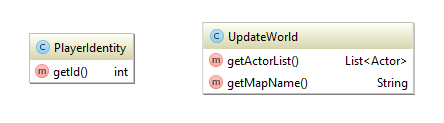 C PlayerIdentity
m getId() int
C UpdateWorld
m getActorList() List<Actor>
m getMapName() String